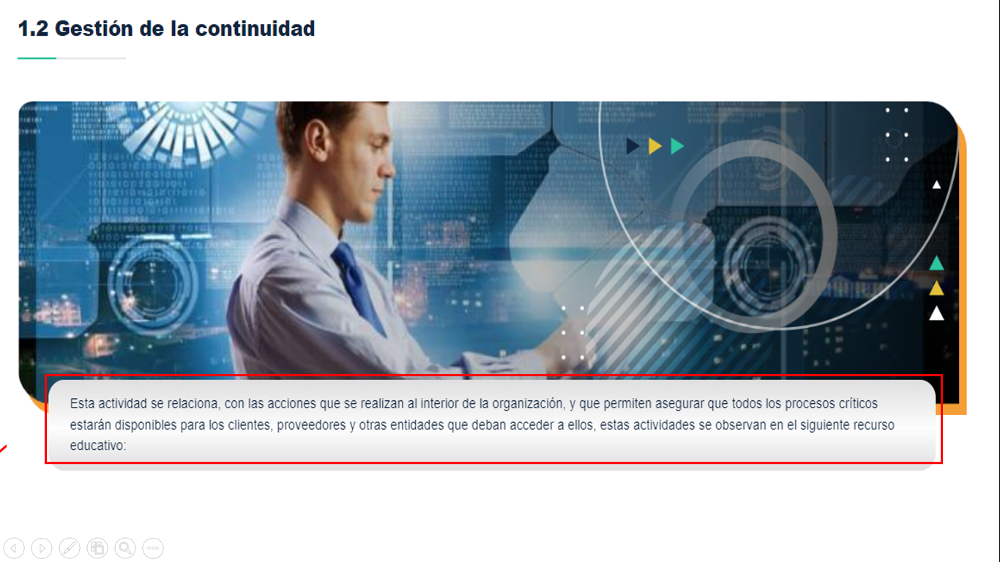 1.2 Gestión de la continuidad
Esta actividad se relaciona, con las acciones que se realizan al interior de la organización, y que permiten asegurar que todos los procesos críticos
estarán disponibles para los clientes, proveedores y otras entidades que deban acceder a ellos, estas actividades se observan en el siguiente recurso
educativo: